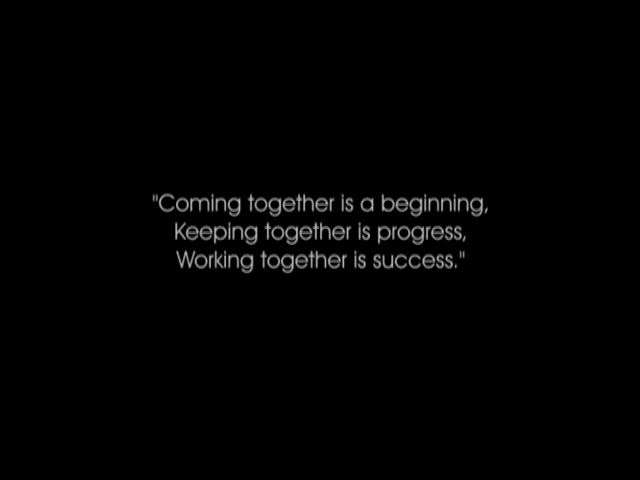 "Coming together is a beginning,
Keeping together is progress,
Working together is success."